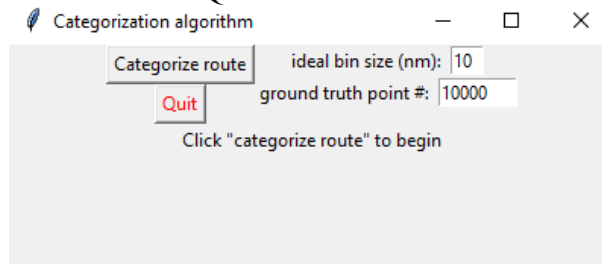 Categorization algorithm
Categorize route ideal bin size (nm): 10
Quit ground truth point #: 10000
Click "categorize route" to begin